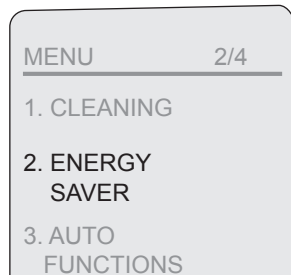 MENU 2/4
1. CLEANING
2. ENERGY
SAVER
3. AUTO
FUNCTIONS